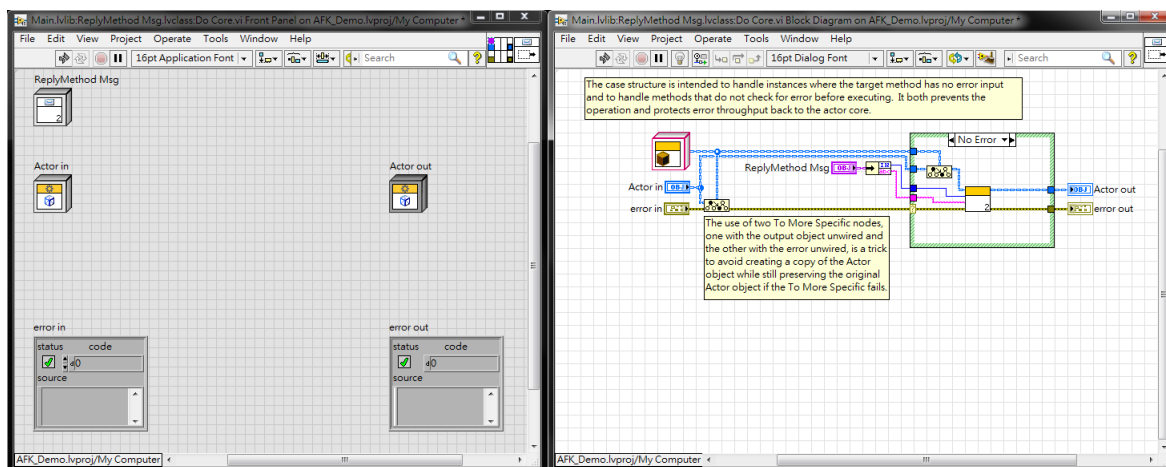 Main.lvlib:ReplyMethod Msg.lvclass:Do Core.vi Front Panel on AFK_Demo.lvproj/My Computer *
File Edit View Project Operate Tools Window Help
16pt Application Font
Search
ReplyMethod Msg
2
Actor in
Actor out
error in
error out
status code
0
source
status code
0
source
AFK_Demo.lvproj/My Computer
Main.lvlib:ReplyMethod Msg.lvclass:Do Core.vi Block Diagram on AFK_Demo.lvproj/My Computer *
File Edit View Project Operate Tools Window Help
16pt Dialog Font
Search
The case structure is intended to handle instances where the target method has no error input
and to handle methods that do not check for error before executing. It both prevents the
operation and protects error throughput back to the actor core.
No Error
ReplyMethod Msg
OBJ
Actor in
OBJ
error in
2
OBJ
Actor out
error out
The use of two To More Specific nodes,
one with the output object unwired and
the other with the error unwired, is a trick
to avoid creating a copy of the Actor
object while still preserving the original
Actor object if the To More Specific fails.
AFK_Demo.lvproj/My Computer